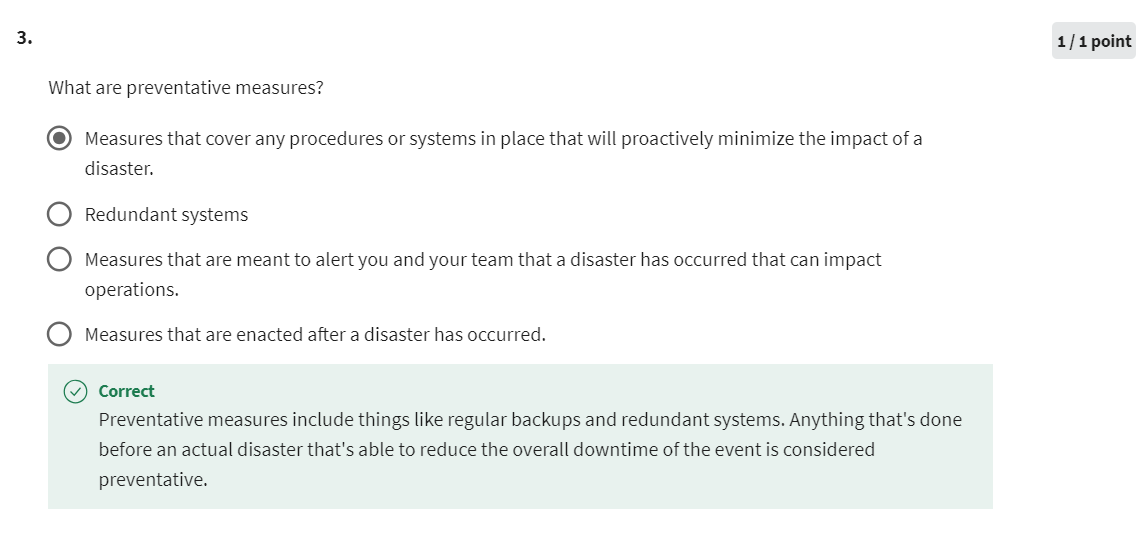 3.
1 / 1 point
What are preventative measures?
Measures that cover any procedures or systems in place that will proactively minimize the impact of a
disaster.
Redundant systems
Measures that are meant to alert you and your team that a disaster has occurred that can impact
operations.
Measures that are enacted after a disaster has occurred.
Correct
Preventative measures include things like regular backups and redundant systems. Anything that's done
before an actual disaster that's able to reduce the overall downtime of the event is considered
preventative.